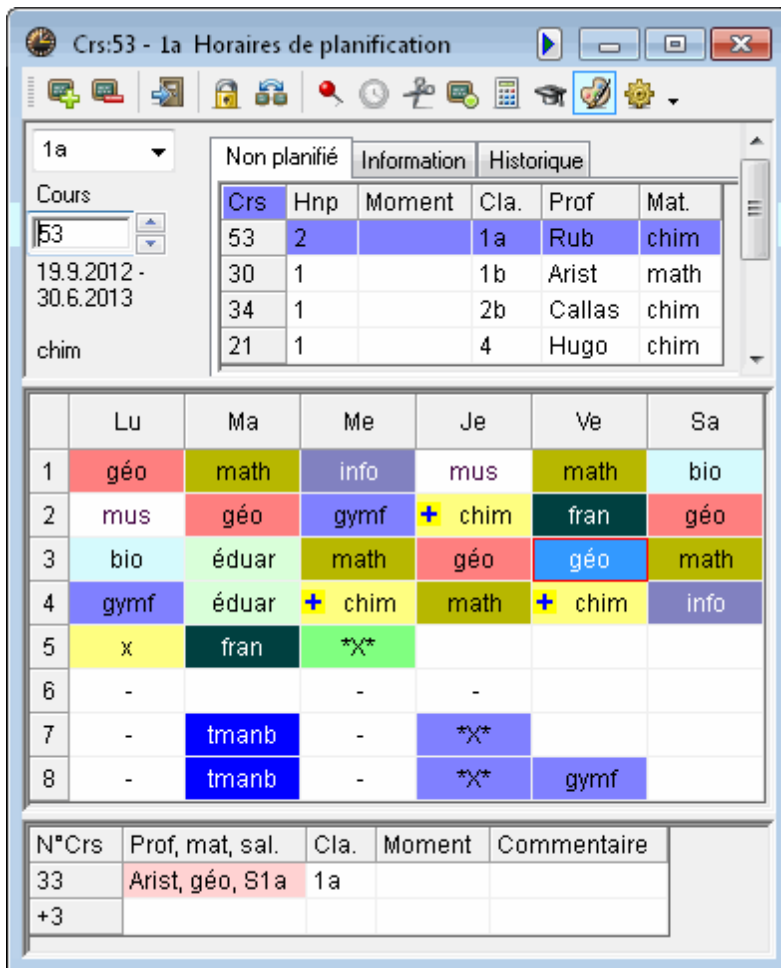 Crs:53 - 1a Horaires de planification
1a
Non planifié Information Historique
Cours
53
19.9.2012 -
30.6.2013
chim
Crs Hnp Moment Cla. Prof Mat.
53 2 1a Rub chim
30 1 1b Arist math
34 1 2b Callas chim
21 1 4 Hugo chim
Lu Ma Me Je Ve Sa
1 géo math info mus math bio
2 mus géo gymf + chim fran géo
3 bio éduar math géo géo math
4 gymf éduar + chim math + chim info
5 x fran *X*
6 - - -
7 - tmanb - *X*
8 - tmanb - *X* gymf
N°Crs Prof, mat, sal. Cla. Moment Commentaire
33 Arist, géo, S1a 1a
+3